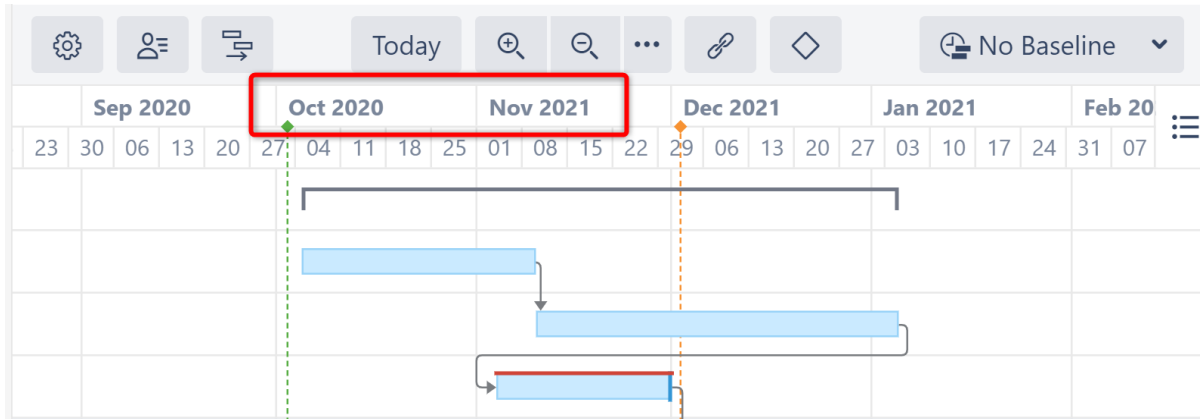 Today ••• No Baseline
Sep 2020 Oct 2020 Nov 2021 Dec 2021 Jan 2021 Feb 20
23 30 06 13 20 27 04 11 18 25 01 08 15 22 29 06 13 20 27 03 10 17 24 31 07